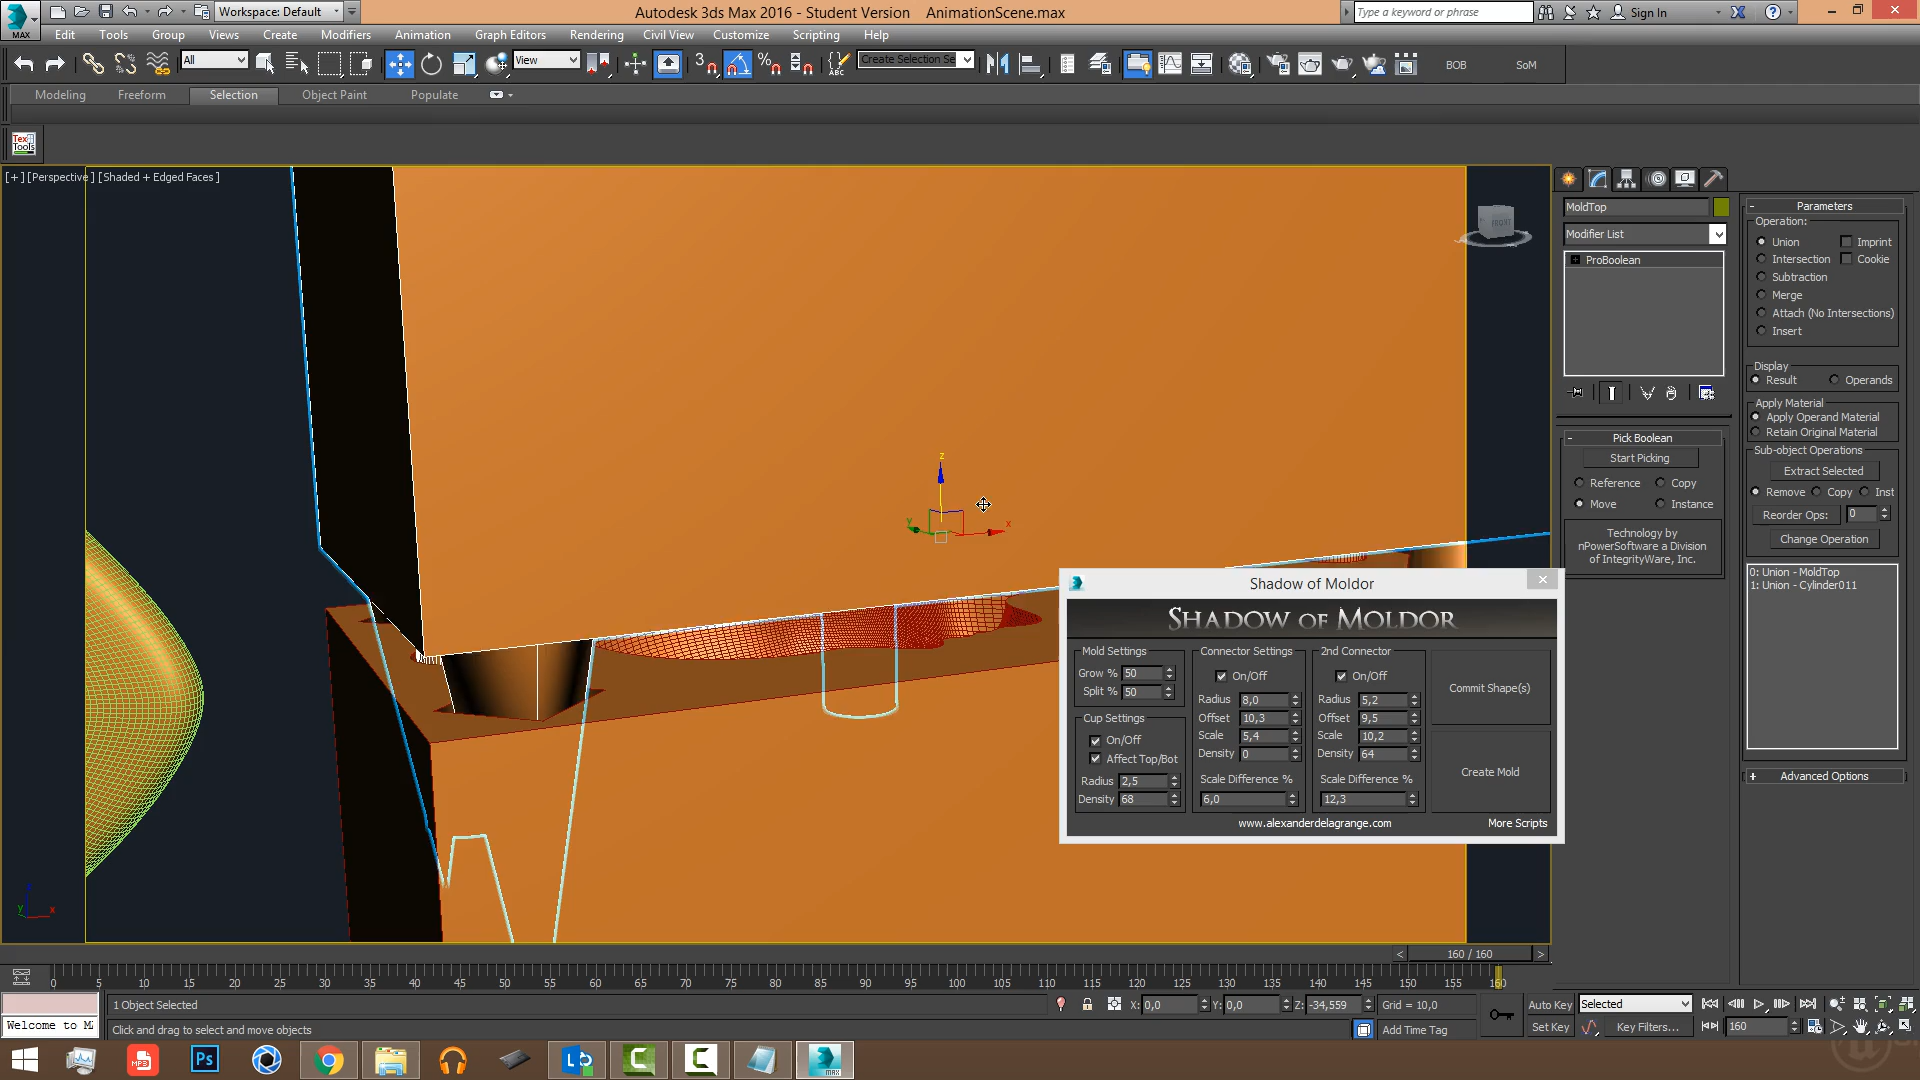 Workspace: Default
Autodesk 3ds Max 2016 - Student Version AnimationScene.max
Type a keyword or phrase
Sign In
MAX
Edit Tools Group Views Create Modifiers Animation Graph Editors Rendering Civil View Customize Scripting Help
All
View
3
ABC
Create Selection Se
BOB
SoM
Modeling Freeform Selection Object Paint Populate
Tex
Tools
[+] [Perspective ] [Shaded + Edged Faces ]
FRONT
z
y
x
MoldTop
Modifier List
ProBoolean
Pick Boolean
Start Picking
Reference Copy
Move Instance
Technology by
nPowerSoftware a Division
of IntegrityWare, Inc.
Parameters
Operation:
Union Imprint
Intersection Cookie
Subtraction
Merge
Attach (No Intersections)
Insert
Display
Result Operands
Apply Material
Apply Operand Material
Retain Original Material
Sub-object Operations
Extract Selected
Remove Copy Inst
Reorder Ops: 0
Change Operation
0: Union - MoldTop
1: Union - Cylinder011
Advanced Options
Shadow of Moldor
SHADOW OF MOLDOR
Mold Settings
Grow % 50
Split % 50
Cup Settings
On/Off
Affect Top/Bot
Radius 2,5
Density 68
Connector Settings
On/Off
Radius 8,0
Offset 10,3
Scale 5,4
Density 0
Scale Difference %
6,0
2nd Connector
On/Off
Radius 5,2
Offset 9,5
Scale 10,2
Density 64
Scale Difference %
12,3
Commit Shape(s)
Create Mold
www.alexanderdelagrange.com
More Scripts
y
x
160 / 160
0 5 10 15 20 25 30 35 40 45 50 55 60 65 70 75 80 85 90 95 100 105 110 115 120 125 130 135 140 145 150 155 160
1 Object Selected
X: 0,0 Y: 0,0 Z: -34,559 Grid = 10,0
Auto Key Selected
Welcome to M
Click and drag to select and move objects
Add Time Tag
Set Key Key Filters... 160
MP3
Ps
MAX